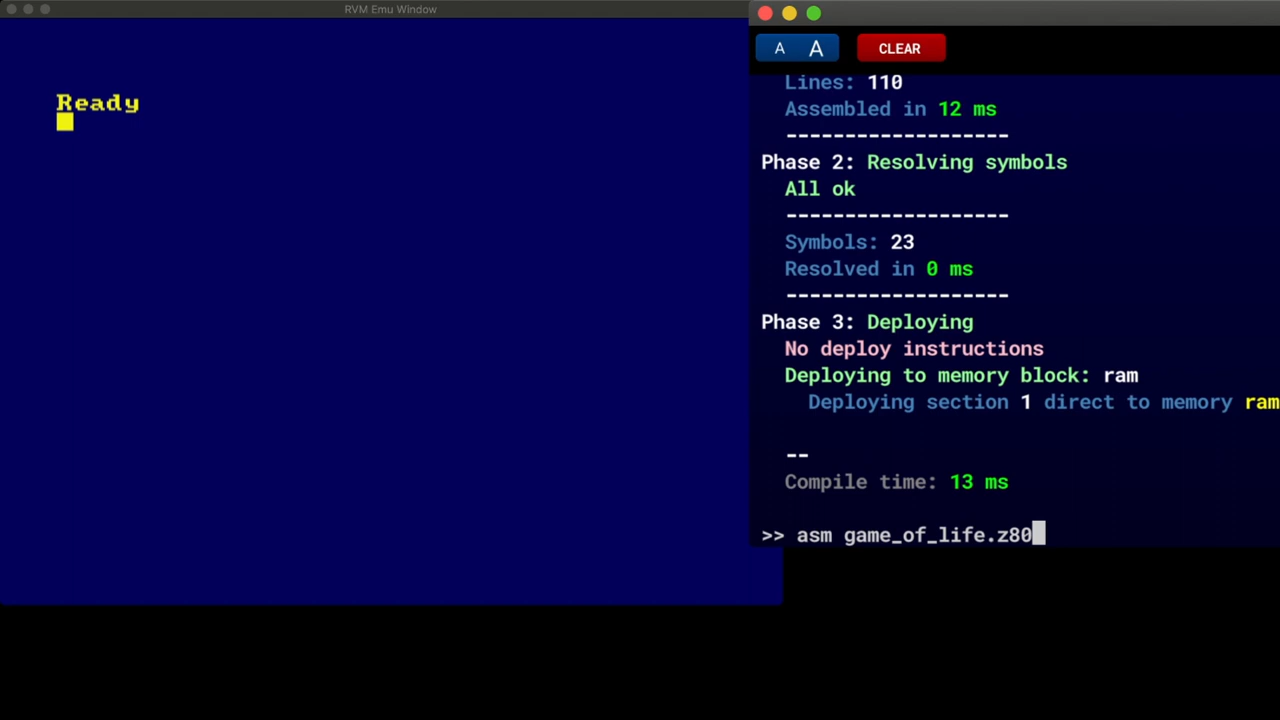 RVM Emu Window
Ready
A A CLEAR
Lines: 110
Assembled in 12 ms
-------------------
Phase 2: Resolving symbols
All ok
-------------------
Symbols: 23
Resolved in 0 ms
-------------------
Phase 3: Deploying
No deploy instructions
Deploying to memory block: ram
Deploying section 1 direct to memory ram
--
Compile time: 13 ms
>> asm game_of_life.z80